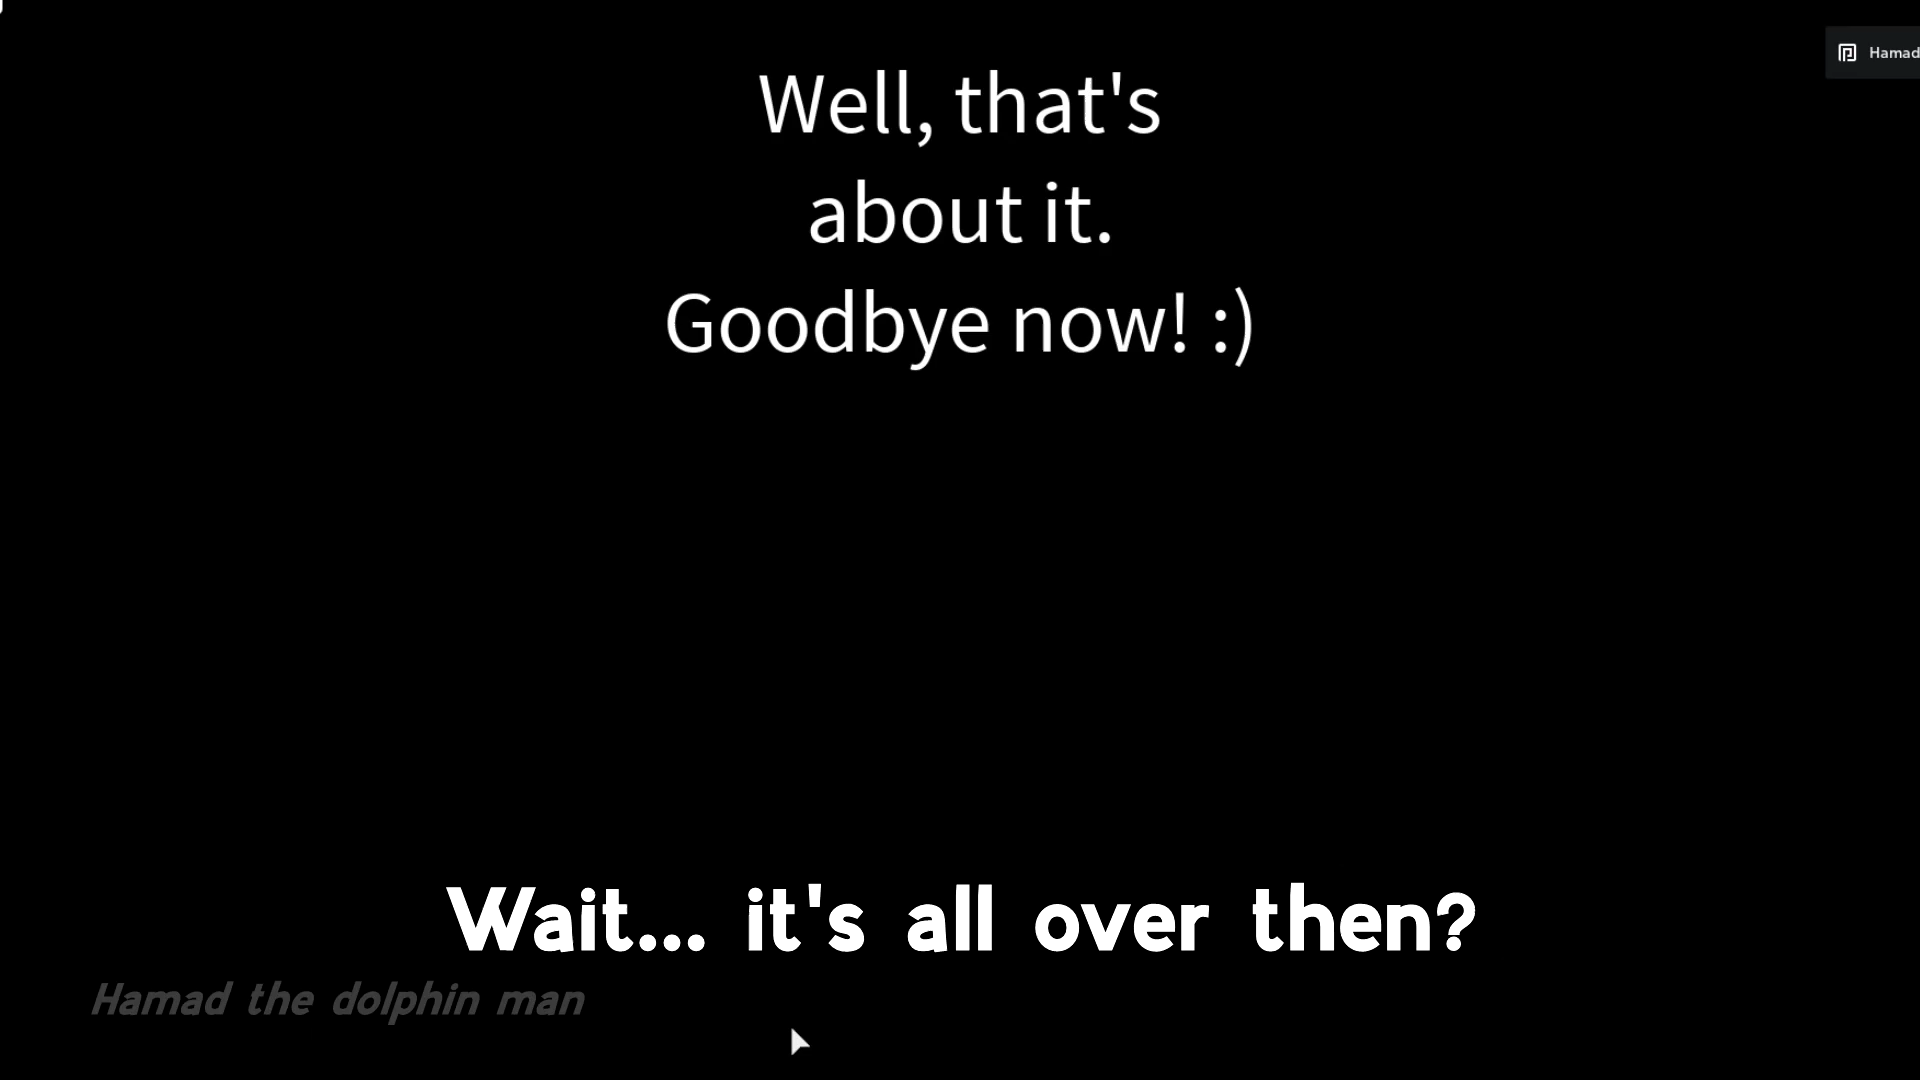 Hamad
Well, that's
about it.
Goodbye now! :)
Wait... it's all over then?
Hamad the dolphin man